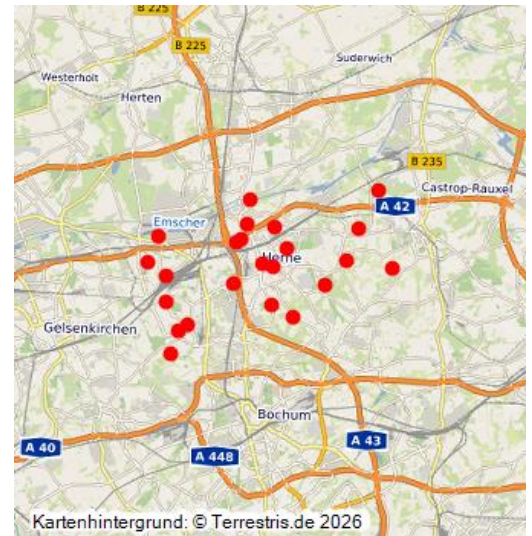 B 225
B 225
Suderwich
Westerholt
Herten
B 235
Castrop-Rauxel
A 42
Emscher
Herne
Gelsenkirchen
Bochum
A 40
A 43
A 448
Kartenhintergrund: © Terrestris.de 2026